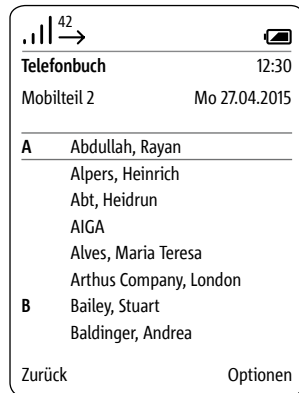 42
Telefonbuch 12:30
Mobilteil 2 Mo 27.04.2015
A Abdullah, Rayan
Alpers, Heinrich
Abt, Heidrun
AIGA
Alves, Maria Teresa
Arthus Company, London
B Bailey, Stuart
Baldinger, Andrea
Zurück Optionen